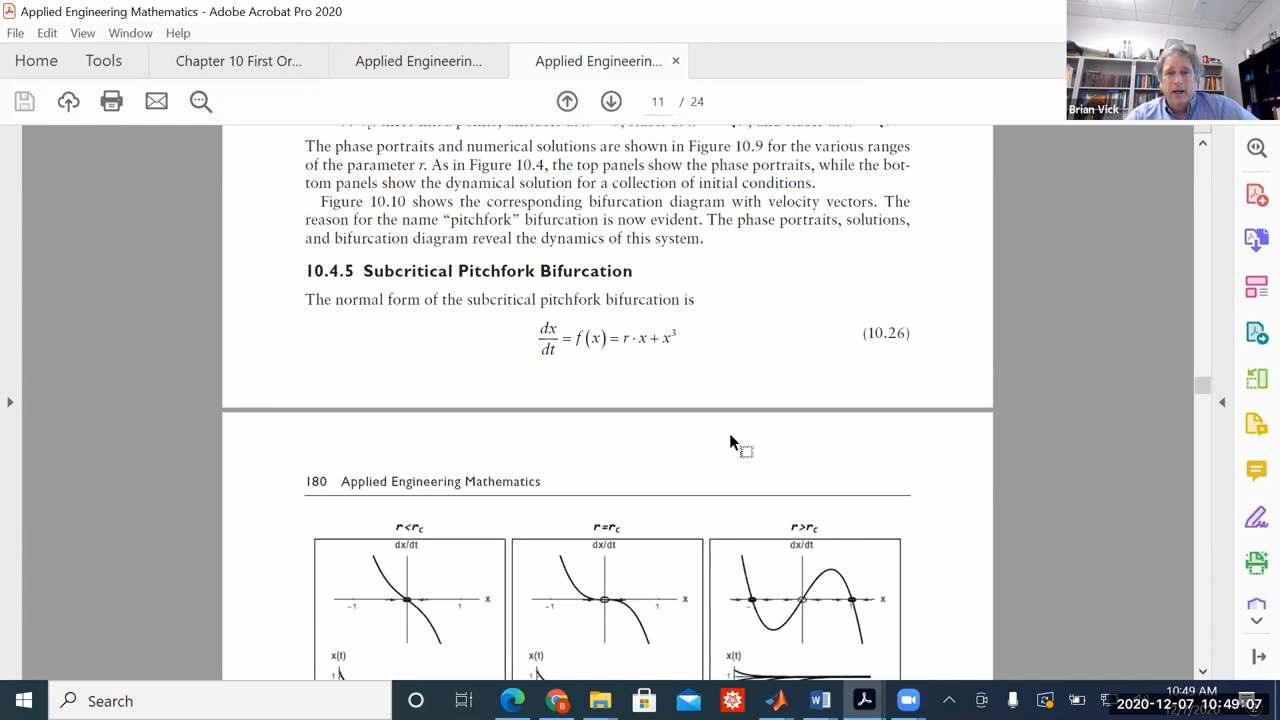 Applied Engineering Mathematics - Adobe Acrobat Pro 2020
File Edit View Window Help
Home Tools Chapter 10 First Or... Applied Engineerin... Applied Engineerin... ×
11 / 24
Brian Vick
The phase portraits and numerical solutions are shown in Figure 10.9 for the various ranges
of the parameter r. As in Figure 10.4, the top panels show the phase portraits, while the bot-
tom panels show the dynamical solution for a collection of initial conditions.
Figure 10.10 shows the corresponding bifurcation diagram with velocity vectors. The
reason for the name “pitchfork” bifurcation is now evident. The phase portraits, solutions,
and bifurcation diagram reveal the dynamics of this system.
10.4.5 Subcritical Pitchfork Bifurcation
The normal form of the subcritical pitchfork bifurcation is
dx/dt = f(x) = r · x + x³ (10.26)
180 Applied Engineering Mathematics
r<rc r=rc r>rc
dx/dt dx/dt dx/dt
x x x
-1 1 -1 1
x(t) x(t) x(t)
1 1 1
Search
10:49 AM
2020-12-07 10:49:07